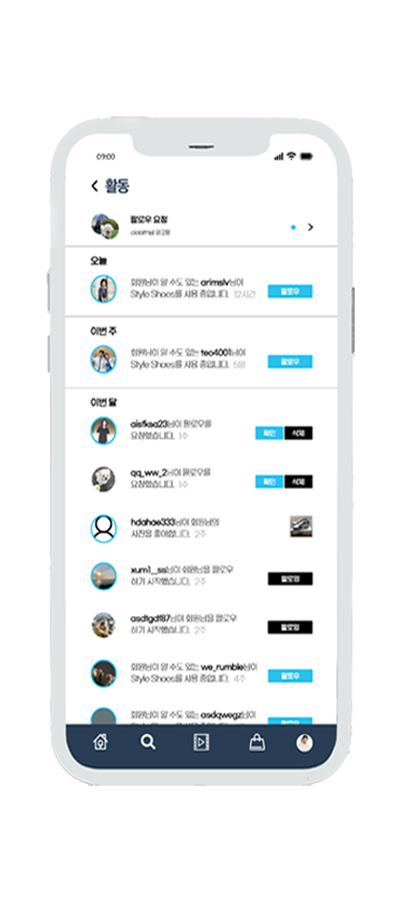 09:00
활동
팔로우 요청
오늘
회원님이 알 수도 있는 arimslv님이
Style Shoes를 사용 중입니다. 12시간
팔로우
이번 주
회원님이 알 수도 있는 teo4001님이
Style Shoes를 사용 중입니다. 5일
팔로우
이번 달
aisfksa23님이 팔로우를
요청했습니다. 1주
확인 삭제
qq_ww_2님이 팔로우를
요청했습니다. 1주
확인 삭제
hdahae333님이 회원님의
사진을 좋아합니다. 2주
xum1__ss님이 회원님을 팔로우
하기 시작했습니다. 2주
팔로잉
asdfgdf87님이 회원님을 팔로우
하기 시작했습니다. 2주
팔로잉
회원님이 알 수도 있는 we_rumble님이
Style Shoes를 사용 중입니다. 4주
팔로우
회원님이 알 수도 있는 asdqwegz님이